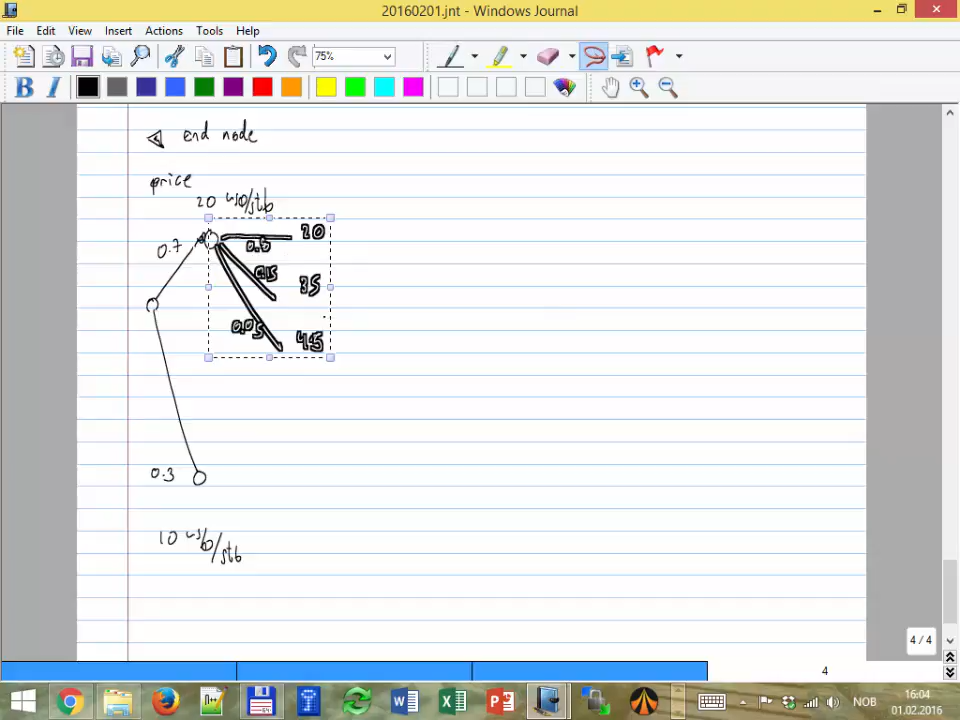 20160201.jnt - Windows Journal
File Edit View Insert Actions Tools Help
75%
B I
end node
price
20 USD/stb
0.7
20
0.8
0.15
35
0.05
45
0.3
10 USD/stb
4 / 4
4
NOB
16:04
01.02.2016